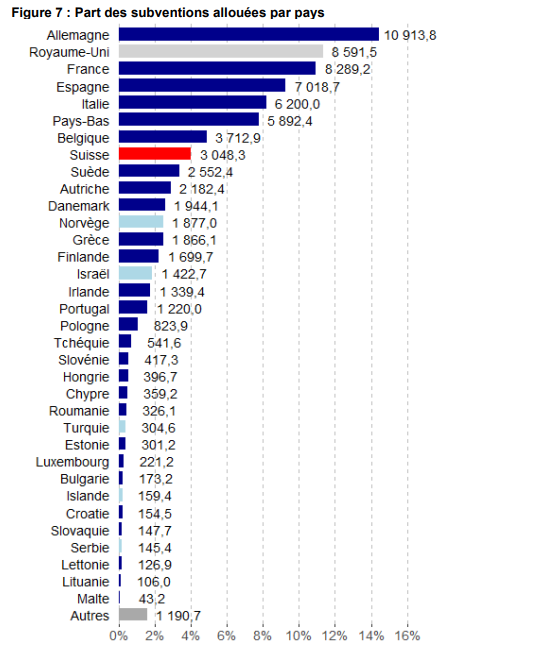 Figure 7 : Part des subventions allouées par pays
Allemagne 10 913,8
Royaume-Uni 8 591,5
France 8 289,2
Espagne 7 018,7
Italie 6 200,0
Pays-Bas 5 892,4
Belgique 3 712,9
Suisse 3 048,3
Suède 2 552,4
Autriche 2 182,4
Danemark 1 944,1
Norvège 1 877,0
Grèce 1 866,1
Finlande 1 699,7
Israël 1 422,7
Irlande 1 339,4
Portugal 1 220,0
Pologne 823,9
Tchéquie 541,6
Slovénie 417,3
Hongrie 396,7
Chypre 359,2
Roumanie 326,1
Turquie 304,6
Estonie 301,2
Luxembourg 221,2
Bulgarie 173,2
Islande 159,4
Croatie 154,5
Slovaquie 147,7
Serbie 145,4
Lettonie 126,9
Lituanie 106,0
Malte 43,2
Autres 1 190,7
0% 2% 4% 6% 8% 10% 12% 14% 16%